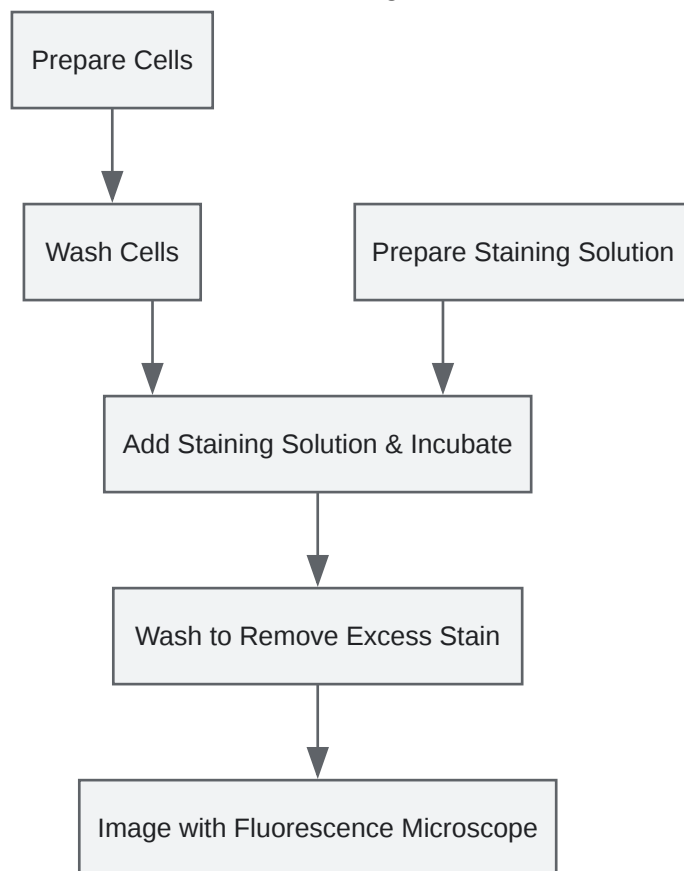 Prepare Cells
Wash Cells
Prepare Staining Solution
Add Staining Solution & Incubate
Wash to Remove Excess Stain
Image with Fluorescence Microscope